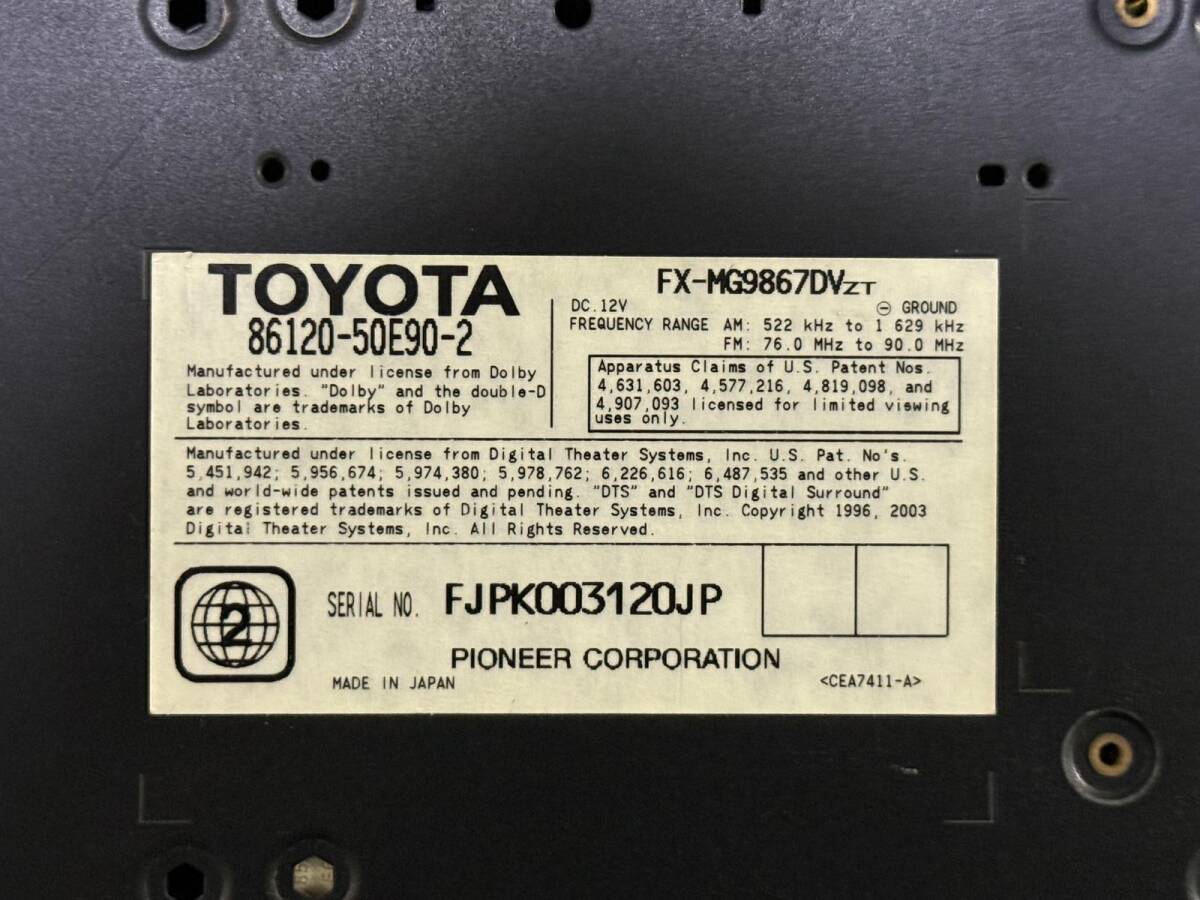 TOYOTA
86120-50E90-2
Manufactured under license from Dolby
Laboratories. "Dolby" and the double-D
symbol are trademarks of Dolby
Laboratories.
FX-MG9867DVZT
DC.12V ⊖ GROUND
FREQUENCY RANGE AM: 522 kHz to 1 629 kHz
FM: 76.0 MHz to 90.0 MHz
Apparatus Claims of U.S. Patent Nos.
4,631,603, 4,577,216, 4,819,098, and
4,907,093 licensed for limited viewing
uses only.
Manufactured under license from Digital Theater Systems, Inc. U.S. Pat. No's.
5,451,942; 5,956,674; 5,974,380; 5,978,762; 6,226,616; 6,487,535 and other U.S.
and world-wide patents issued and pending. "DTS" and "DTS Digital Surround"
are registered trademarks of Digital Theater Systems, Inc. Copyright 1996, 2003
Digital Theater Systems, Inc. All Rights Reserved.
2
SERIAL NO. FJPK003120JP
PIONEER CORPORATION
MADE IN JAPAN
<CEA7411-A>